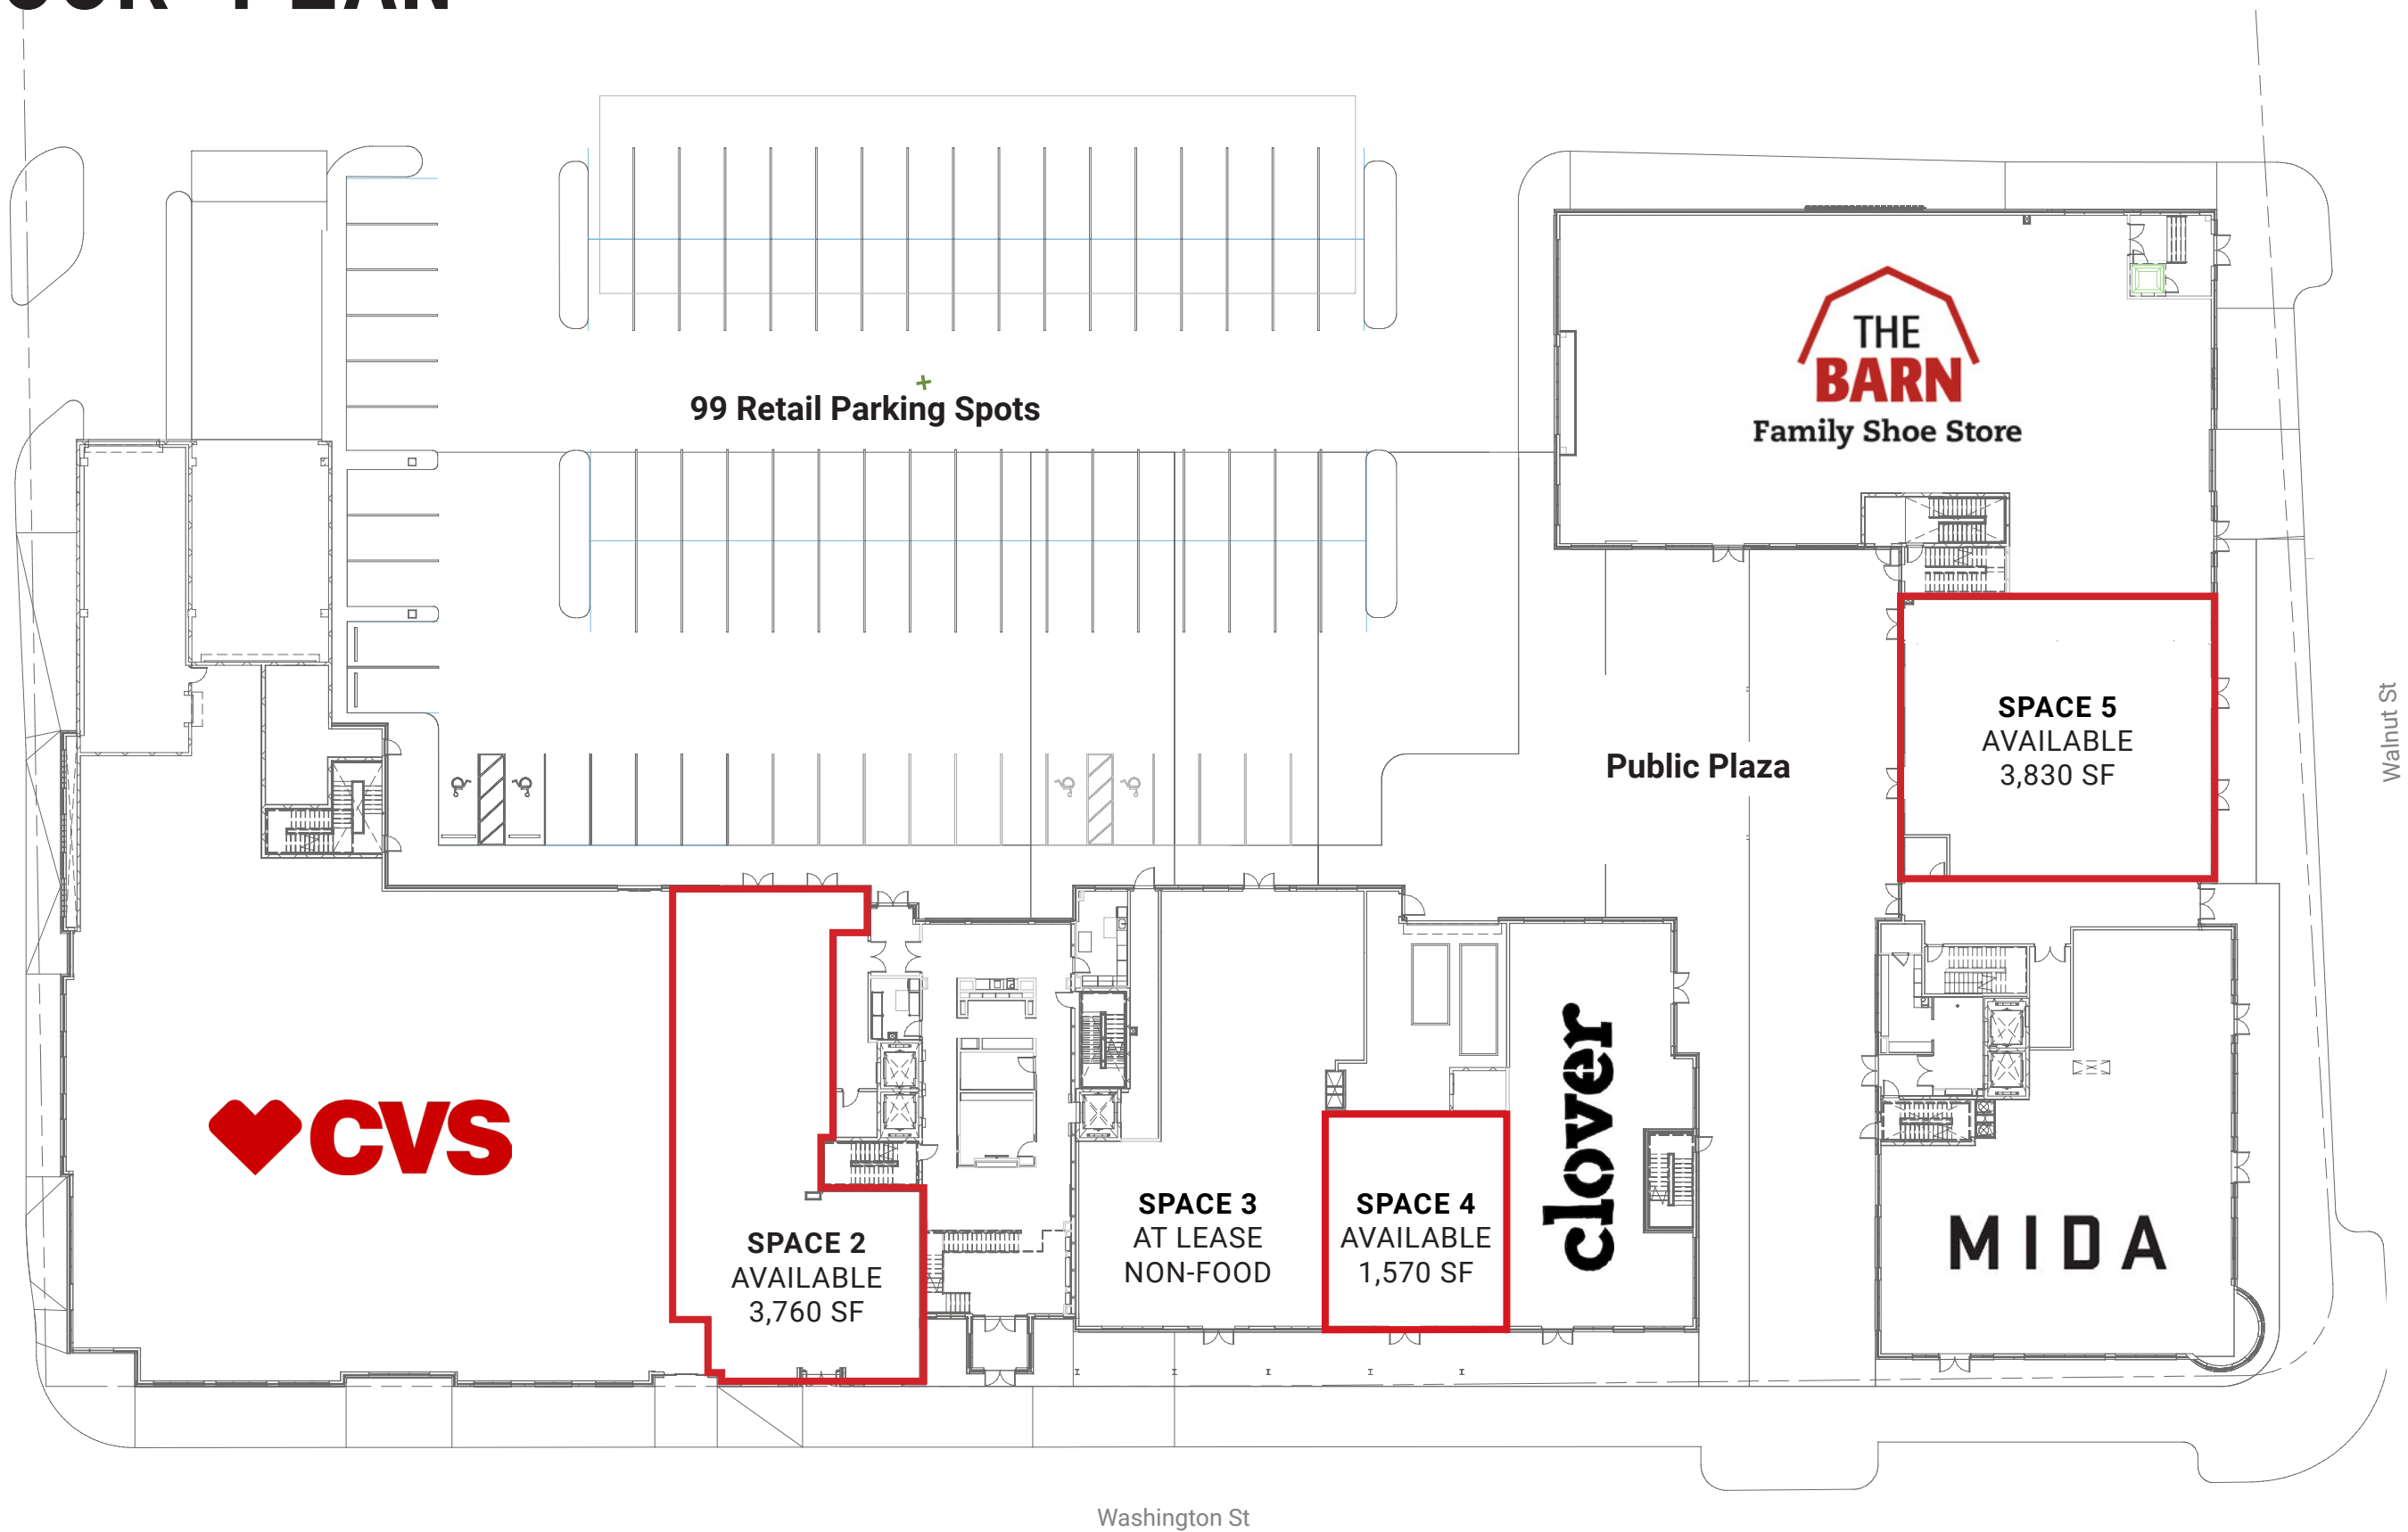 99 Retail Parking Spots
THE
BARN
Family Shoe Store
SPACE 5
AVAILABLE
3,830 SF
Public Plaza
Walnut St
CVS
SPACE 2
AVAILABLE
3,760 SF
SPACE 3
AT LEASE
NON-FOOD
SPACE 4
AVAILABLE
1,570 SF
clover
MIDA
Washington St